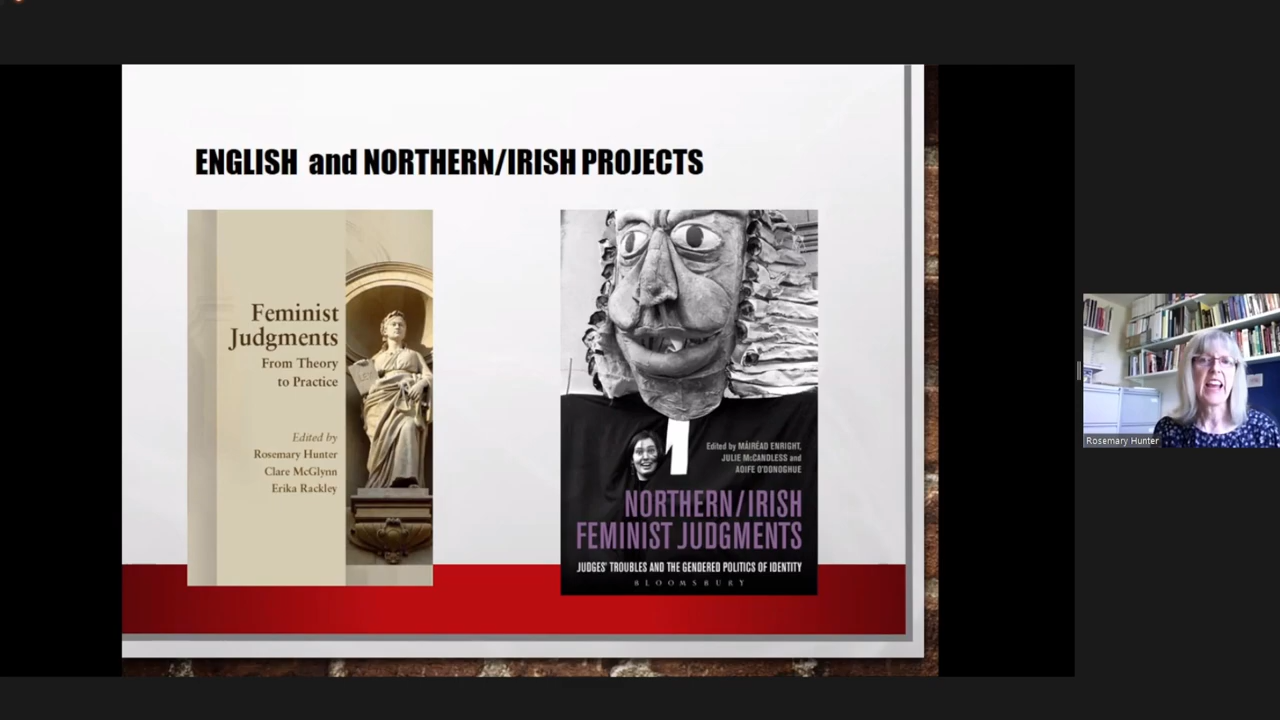 ENGLISH and NORTHERN/IRISH PROJECTS
Feminist
Judgments
From Theory
to Practice
Edited by
Rosemary Hunter
Clare McGlynn
Erika Rackley
Edited by MÁIRÉAD ENRIGHT,
JULIE McCANDLESS and
AOIFE O'DONOGHUE
NORTHERN/IRISH
FEMINIST JUDGMENTS
JUDGES' TROUBLES AND THE GENDERED POLITICS OF IDENTITY
BLOOMSBURY
Rosemary Hunter